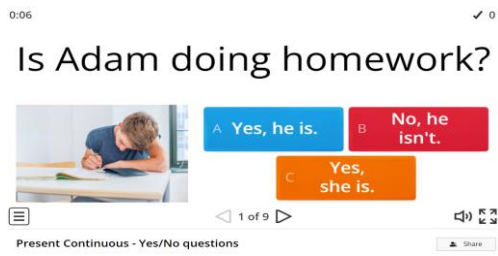 0:06
✓ 0
Is Adam doing homework?
A Yes, he is.
B No, he
isn't.
C Yes,
she is.
1 of 9
Present Continuous - Yes/No questions
Share